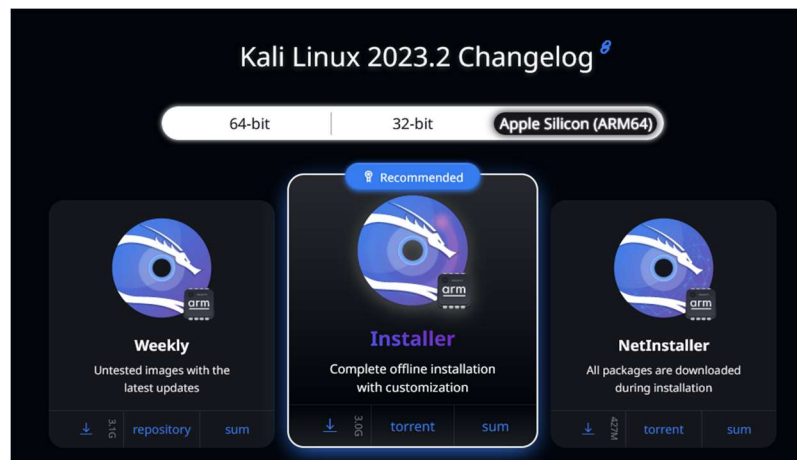 Kali Linux 2023.2 Changelog
64-bit
32-bit
Apple Silicon (ARM64)
Recommended
arm
Weekly
Untested images with the
latest updates
3.1G
repository
sum
arm
Installer
Complete offline installation
with customization
3.0G
torrent
sum
arm
NetInstaller
All packages are downloaded
during installation
427M
torrent
sum